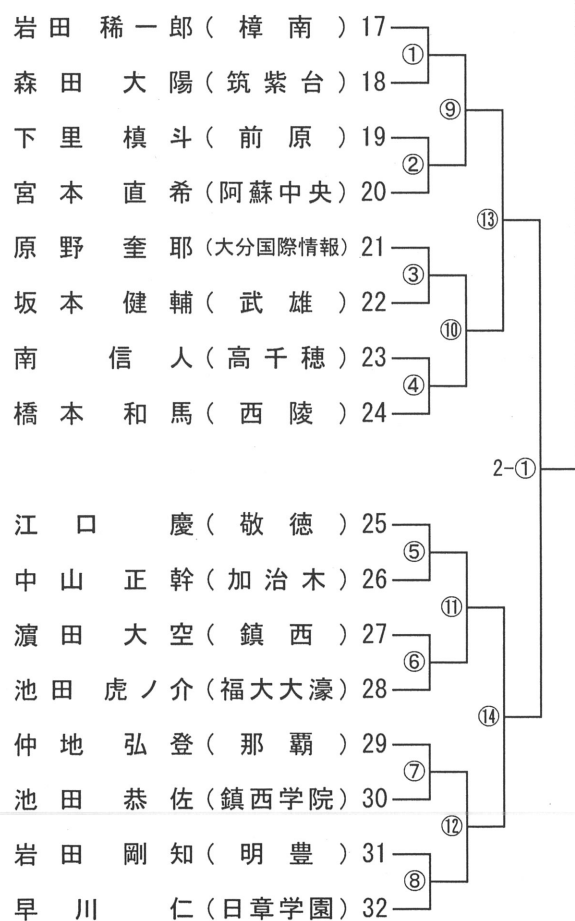 岩田 稀一郎（樟南）17
①
森田 大陽（筑紫台）18
⑨
下里 槙斗（前原）19
②
宮本 直希（阿蘇中央）20
⑬
原野 奎耶（大分国際情報）21
③
坂本 健輔（武雄）22
⑩
南 信人（高千穂）23
④
橋本 和馬（西陵）24
2-①
江口 慶（敬徳）25
⑤
中山 正幹（加治木）26
⑪
濵田 大空（鎮西）27
⑥
池田 虎ノ介（福大大濠）28
⑭
仲地 弘登（那覇）29
⑦
池田 恭佐（鎮西学院）30
⑫
岩田 剛知（明豊）31
⑧
早川 仁（日章学園）32